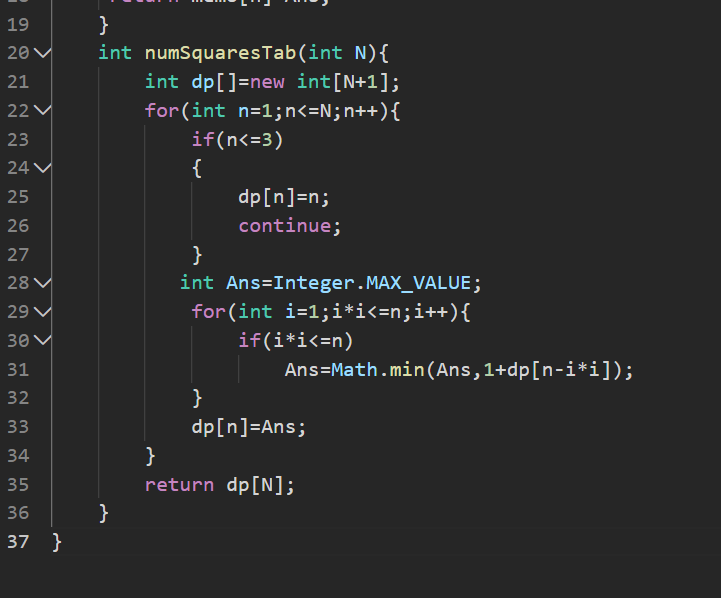 19 }
20 int numSquaresTab(int N){
21 int dp[]=new int[N+1];
22 for(int n=1;n<=N;n++){
23 if(n<=3)
24 {
25 dp[n]=n;
26 continue;
27 }
28 int Ans=Integer.MAX_VALUE;
29 for(int i=1;i*i<=n;i++){
30 if(i*i<=n)
31 Ans=Math.min(Ans,1+dp[n-i*i]);
32 }
33 dp[n]=Ans;
34 }
35 return dp[N];
36 }
37 }